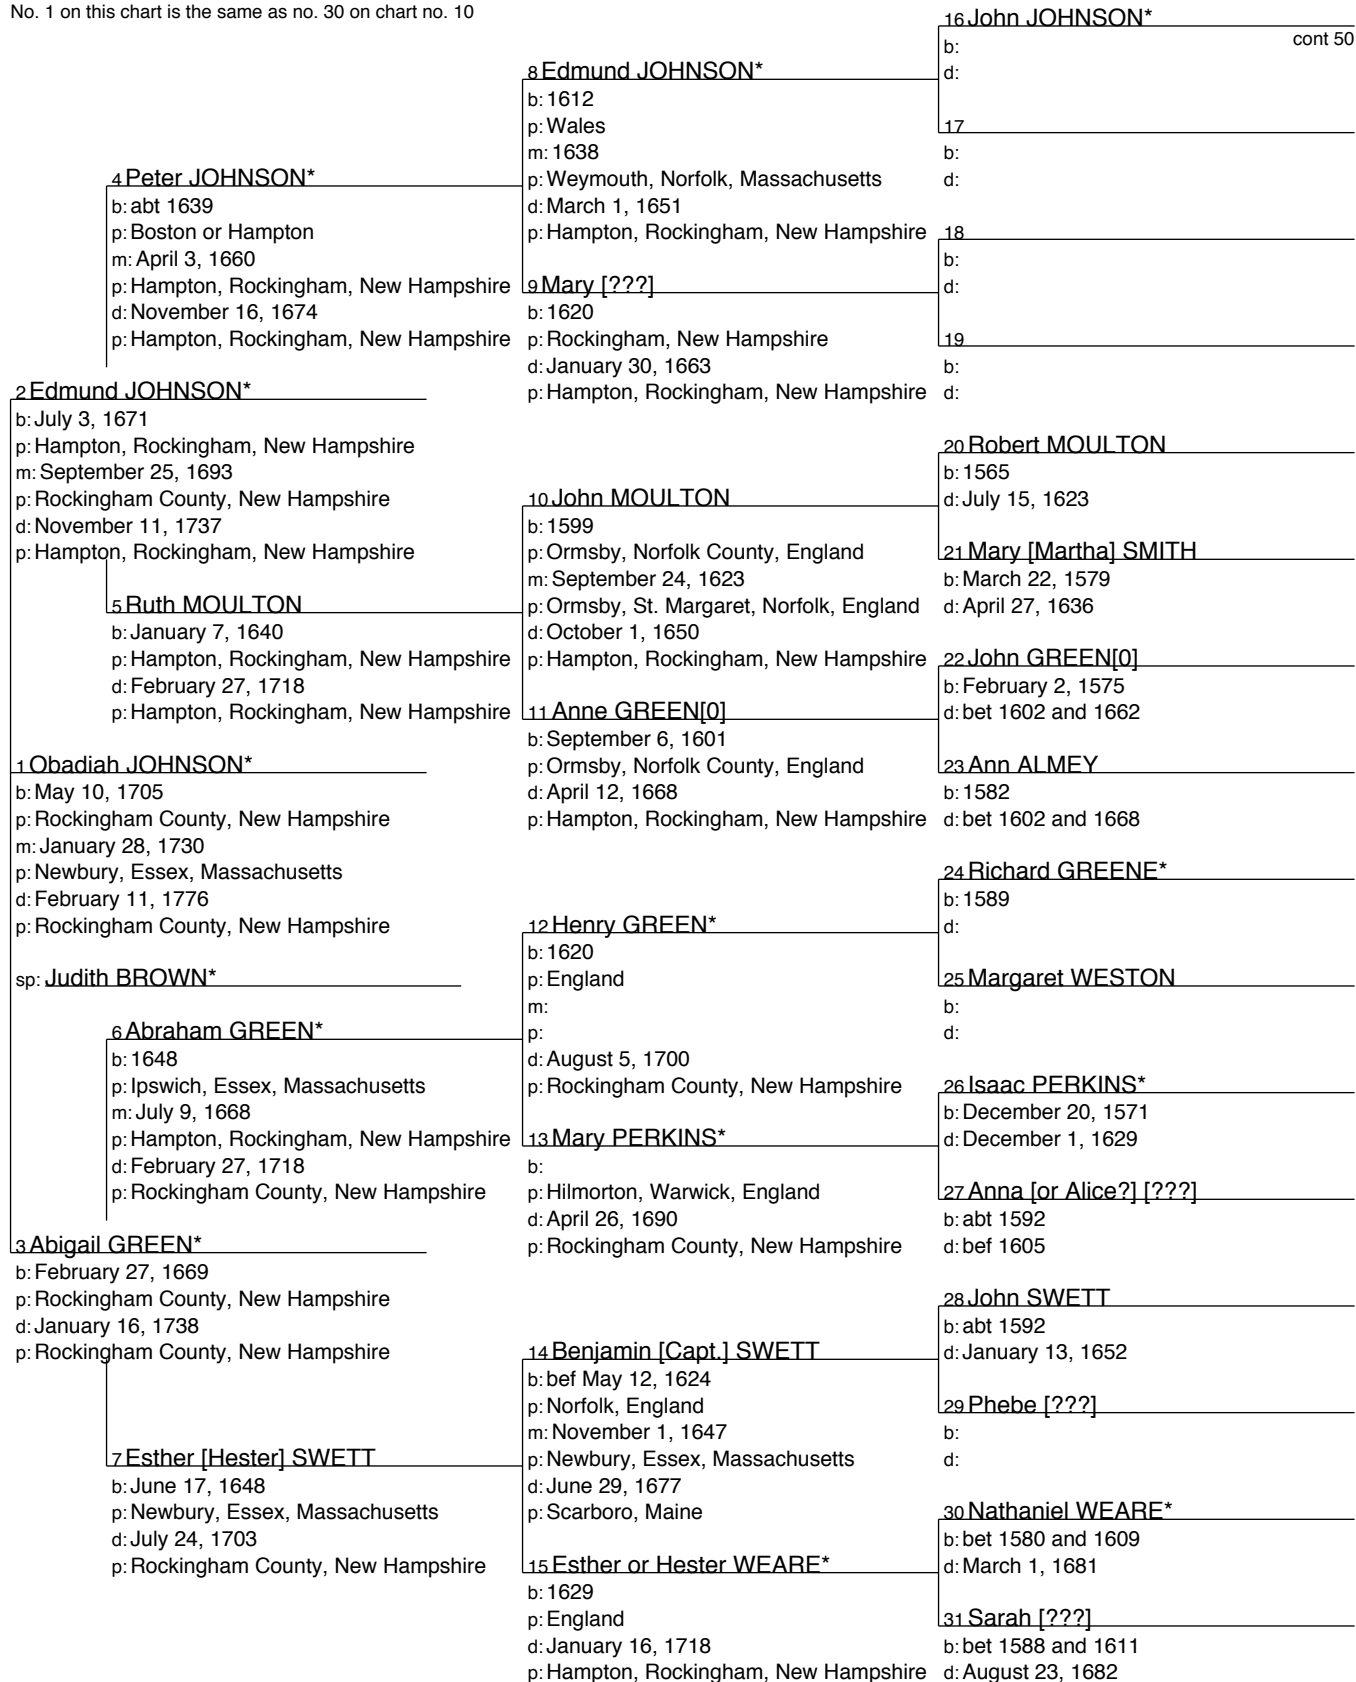 No. 1 on this chart is the same as no. 30 on chart no. 10
16 John JOHNSON*
cont 50
b:
d:
8 Edmund JOHNSON*
b: 1612
p: Wales
m: 1638
p: Weymouth, Norfolk, Massachusetts
d: March 1, 1651
p: Hampton, Rockingham, New Hampshire
17
b:
d:
4 Peter JOHNSON*
b: abt 1639
p: Boston or Hampton
m: April 3, 1660
p: Hampton, Rockingham, New Hampshire
d: November 16, 1674
p: Hampton, Rockingham, New Hampshire
18
b:
d:
9 Mary [???]
b: 1620
p: Rockingham, New Hampshire
d: January 30, 1663
p: Hampton, Rockingham, New Hampshire
19
b:
d:
2 Edmund JOHNSON*
b: July 3, 1671
p: Hampton, Rockingham, New Hampshire
m: September 25, 1693
p: Rockingham County, New Hampshire
d: November 11, 1737
p: Hampton, Rockingham, New Hampshire
20 Robert MOULTON
b: 1565
d: July 15, 1623
10 John MOULTON
b: 1599
p: Ormsby, Norfolk County, England
m: September 24, 1623
p: Ormsby, St. Margaret, Norfolk, England
d: October 1, 1650
p: Hampton, Rockingham, New Hampshire
21 Mary [Martha] SMITH
b: March 22, 1579
d: April 27, 1636
5 Ruth MOULTON
b: January 7, 1640
p: Hampton, Rockingham, New Hampshire
d: February 27, 1718
p: Hampton, Rockingham, New Hampshire
22 John GREEN[0]
b: February 2, 1575
d: bet 1602 and 1662
11 Anne GREEN[0]
b: September 6, 1601
p: Ormsby, Norfolk County, England
d: April 12, 1668
p: Hampton, Rockingham, New Hampshire
23 Ann ALMEY
b: 1582
d: bet 1602 and 1668
1 Obadiah JOHNSON*
b: May 10, 1705
p: Rockingham County, New Hampshire
m: January 28, 1730
p: Newbury, Essex, Massachusetts
d: February 11, 1776
p: Rockingham County, New Hampshire
sp: Judith BROWN*
24 Richard GREENE*
b: 1589
d:
12 Henry GREEN*
b: 1620
p: England
m:
p:
d: August 5, 1700
p: Rockingham County, New Hampshire
25 Margaret WESTON
b:
d:
6 Abraham GREEN*
b: 1648
p: Ipswich, Essex, Massachusetts
m: July 9, 1668
p: Hampton, Rockingham, New Hampshire
d: February 27, 1718
p: Rockingham County, New Hampshire
26 Isaac PERKINS*
b: December 20, 1571
d: December 1, 1629
13 Mary PERKINS*
b:
p: Hilmorton, Warwick, England
d: April 26, 1690
p: Rockingham County, New Hampshire
27 Anna [or Alice?] [???]
b: abt 1592
d: bef 1605
3 Abigail GREEN*
b: February 27, 1669
p: Rockingham County, New Hampshire
d: January 16, 1738
p: Rockingham County, New Hampshire
28 John SWETT
b: abt 1592
d: January 13, 1652
14 Benjamin [Capt.] SWETT
b: bef May 12, 1624
p: Norfolk, England
m: November 1, 1647
p: Newbury, Essex, Massachusetts
d: June 29, 1677
p: Scarboro, Maine
29 Phebe [???]
b:
d:
7 Esther [Hester] SWETT
b: June 17, 1648
p: Newbury, Essex, Massachusetts
d: July 24, 1703
p: Rockingham County, New Hampshire
30 Nathaniel WEARE*
b: bet 1580 and 1609
d: March 1, 1681
15 Esther or Hester WEARE*
b: 1629
p: England
d: January 16, 1718
p: Hampton, Rockingham, New Hampshire
31 Sarah [???]
b: bet 1588 and 1611
d: August 23, 1682